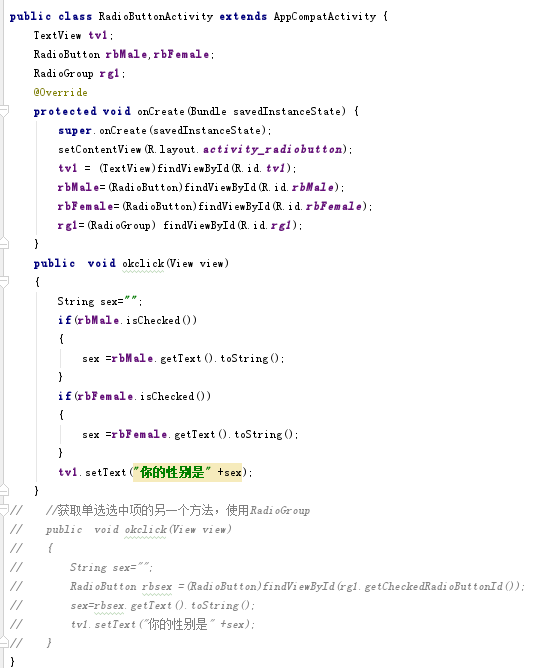 public class RadioButtonActivity extends AppCompatActivity {
TextView tv1;
RadioButton rbMale,rbFemale;
RadioGroup rg1;
@Override
protected void onCreate(Bundle savedInstanceState) {
super.onCreate(savedInstanceState);
setContentView(R.layout.activity_radiobutton);
tv1 = (TextView)findViewById(R.id.tv1);
rbMale=(RadioButton)findViewById(R.id.rbMale);
rbFemale=(RadioButton)findViewById(R.id.rbFemale);
rg1=(RadioGroup) findViewById(R.id.rg1);
}
public  void okclick(View view)
{
String sex="";
if(rbMale.isChecked())
{
sex =rbMale.getText().toString();
}
if(rbFemale.isChecked())
{
sex =rbFemale.getText().toString();
}
tv1.setText("你的性别是" +sex);
}
//   //获取单选选中项的另一个方法，使用RadioGroup
//   public  void okclick(View view)
//   {
//       String sex="";
//       RadioButton rbsex =(RadioButton)findViewById(rg1.getCheckedRadioButtonId());
//       sex=rbsex.getText().toString();
//       tv1.setText("你的性别是" +sex);
//   }
}